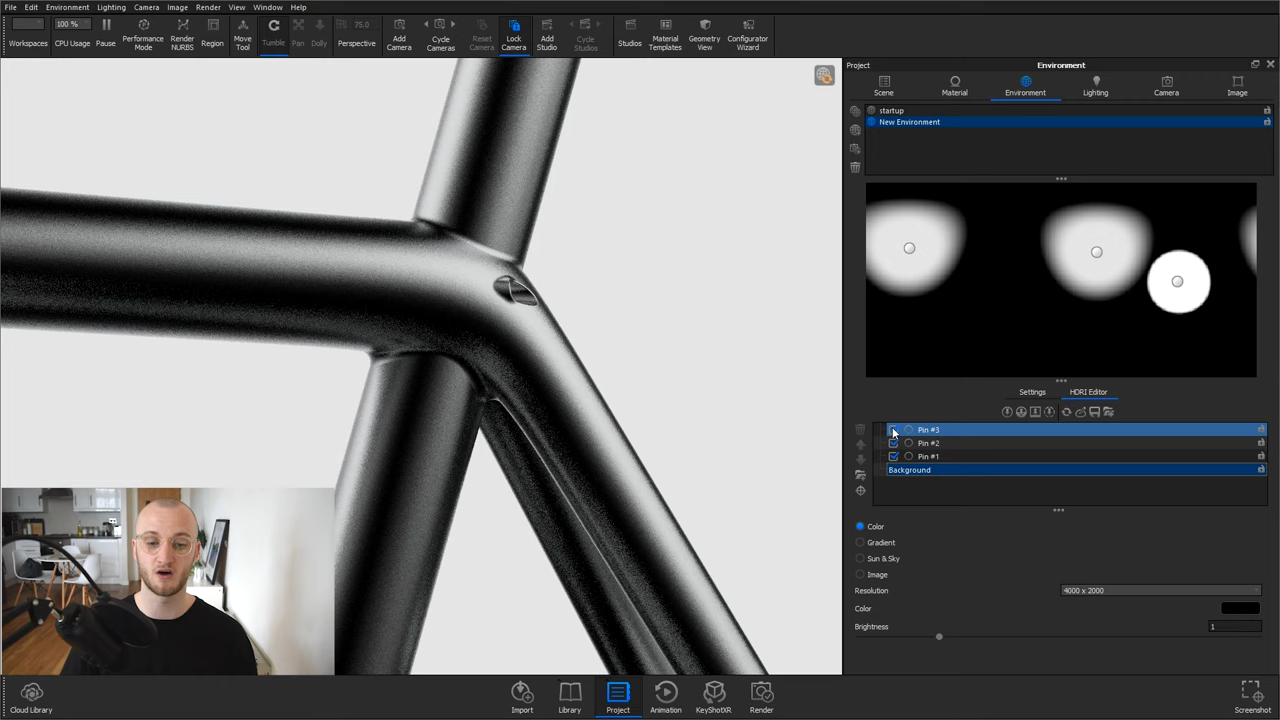 File Edit Environment Lighting Camera Image Render View Window Help
100 % 75.0
Workspaces CPU Usage Pause Performance Mode Render NURBS Region Move Tool Tumble Pan Dolly Perspective Add Camera Cycle Cameras Reset Camera Lock Camera Add Studio Cycle Studios Studios Material Templates Geometry View Configurator Wizard
Project Environment
Scene Material Environment Lighting Camera Image
startup
New Environment
Settings HDRI Editor
Pin #3
Pin #2
Pin #1
Background
Color
Gradient
Sun & Sky
Image
Resolution 4000 x 2000
Color
Brightness 1
Cloud Library Import Library Project Animation KeyShotXR Render Screenshot